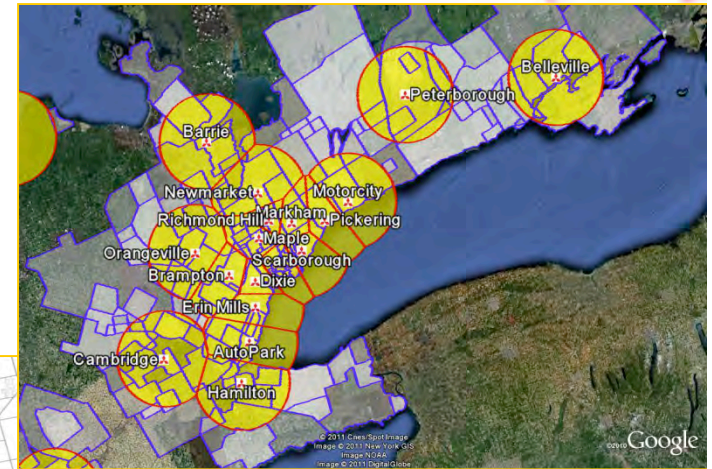 Belleville
Peterborough
Barrie
Newmarket
Motorcity
Richmond Hill
Markham
Pickering
Maple
Orangeville
Scarborough
Brampton
Dixie
Erin Mills
AutoPark
Cambridge
Hamilton
© 2011 Cnes/Spot Image
Image © 2011 New York GIS
Image NOAA
Image © 2011 DigitalGlobe
©2010 Google